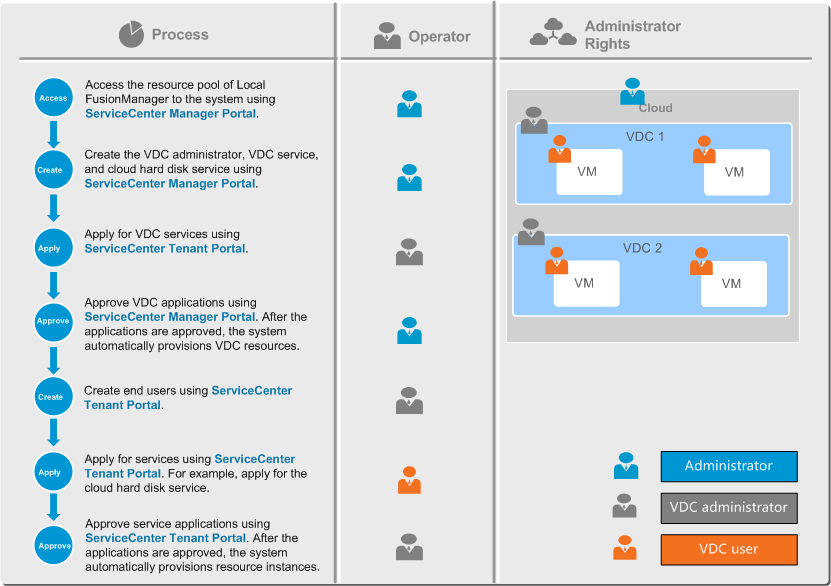 Process
Operator
Administrator
Rights
Access
Access the resource pool of Local
FusionManager to the system using
ServiceCenter Manager Portal.
Create
Create the VDC administrator, VDC service,
and cloud hard disk service using
ServiceCenter Manager Portal.
Apply
Apply for VDC services using
ServiceCenter Tenant Portal.
Approve
Approve VDC applications using
ServiceCenter Manager Portal. After the
applications are approved, the system
automatically provisions VDC resources.
Create
Create end users using ServiceCenter
Tenant Portal.
Apply
Apply for services using ServiceCenter
Tenant Portal. For example, apply for the
cloud hard disk service.
Approve
Approve service applications using
ServiceCenter Tenant Portal. After the
applications are approved, the system
automatically provisions resource instances.
Cloud
VDC 1
VM
VM
VDC 2
VM
VM
Administrator
VDC administrator
VDC user